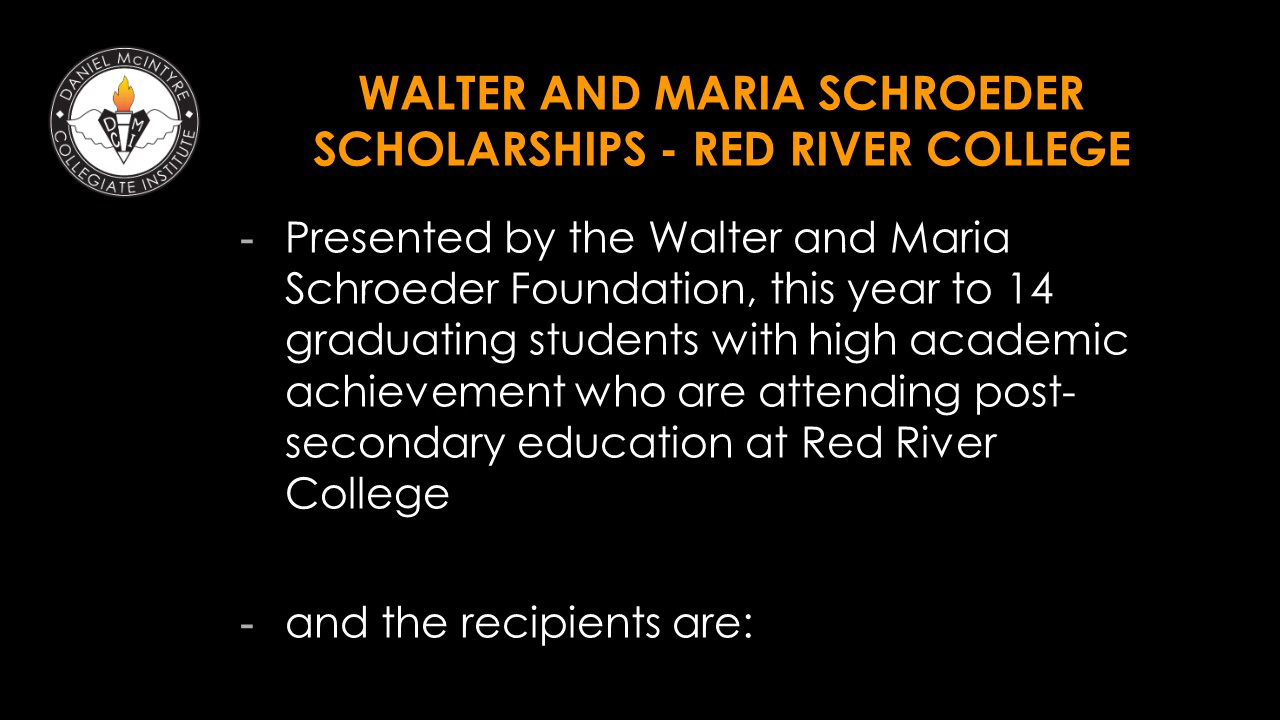 DANIEL McINTYRE
COLLEGIATE INSTITUTE
D M
C I
WALTER AND MARIA SCHROEDER
SCHOLARSHIPS - RED RIVER COLLEGE
- Presented by the Walter and Maria
Schroeder Foundation, this year to 14
graduating students with high academic
achievement who are attending post-
secondary education at Red River
College
- and the recipients are: